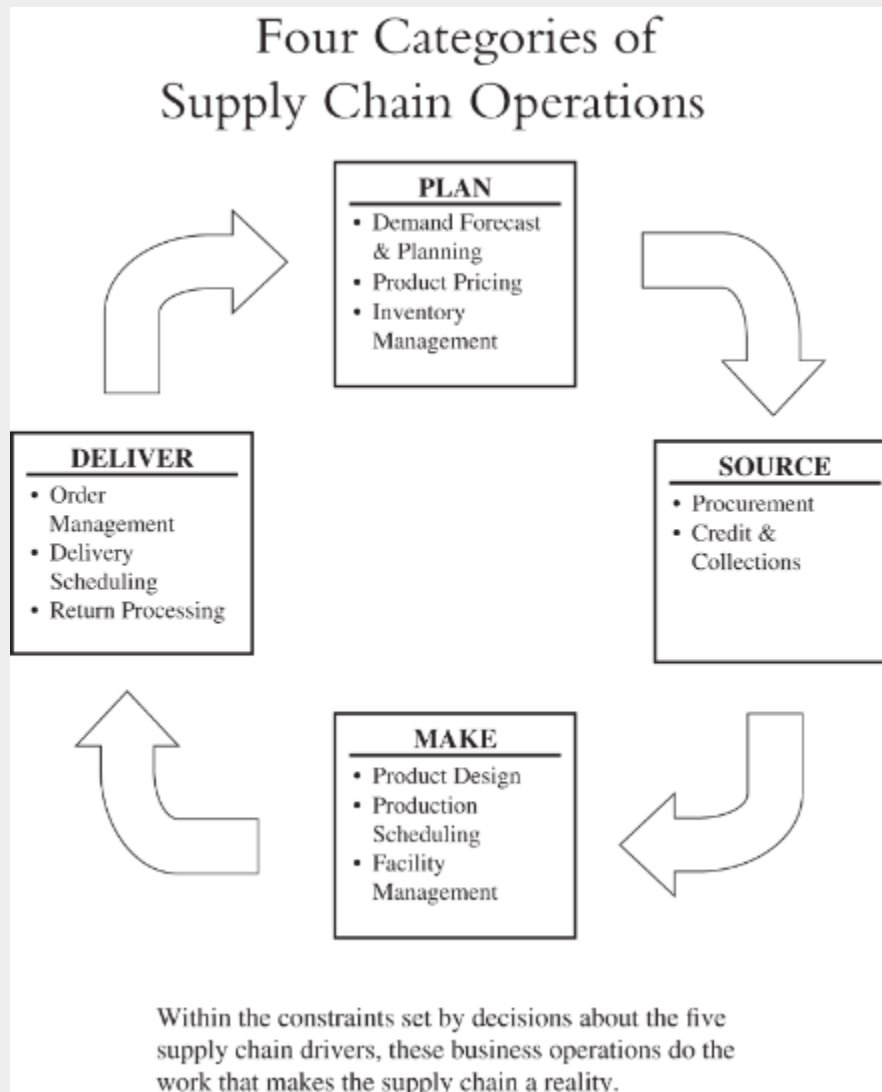 Four Categories of
Supply Chain Operations
PLAN
• Demand Forecast
& Planning
• Product Pricing
• Inventory
Management
DELIVER
• Order
Management
• Delivery
Scheduling
• Return Processing
SOURCE
• Procurement
• Credit &
Collections
MAKE
• Product Design
• Production
Scheduling
• Facility
Management
Within the constraints set by decisions about the five
supply chain drivers, these business operations do the
work that makes the supply chain a reality.